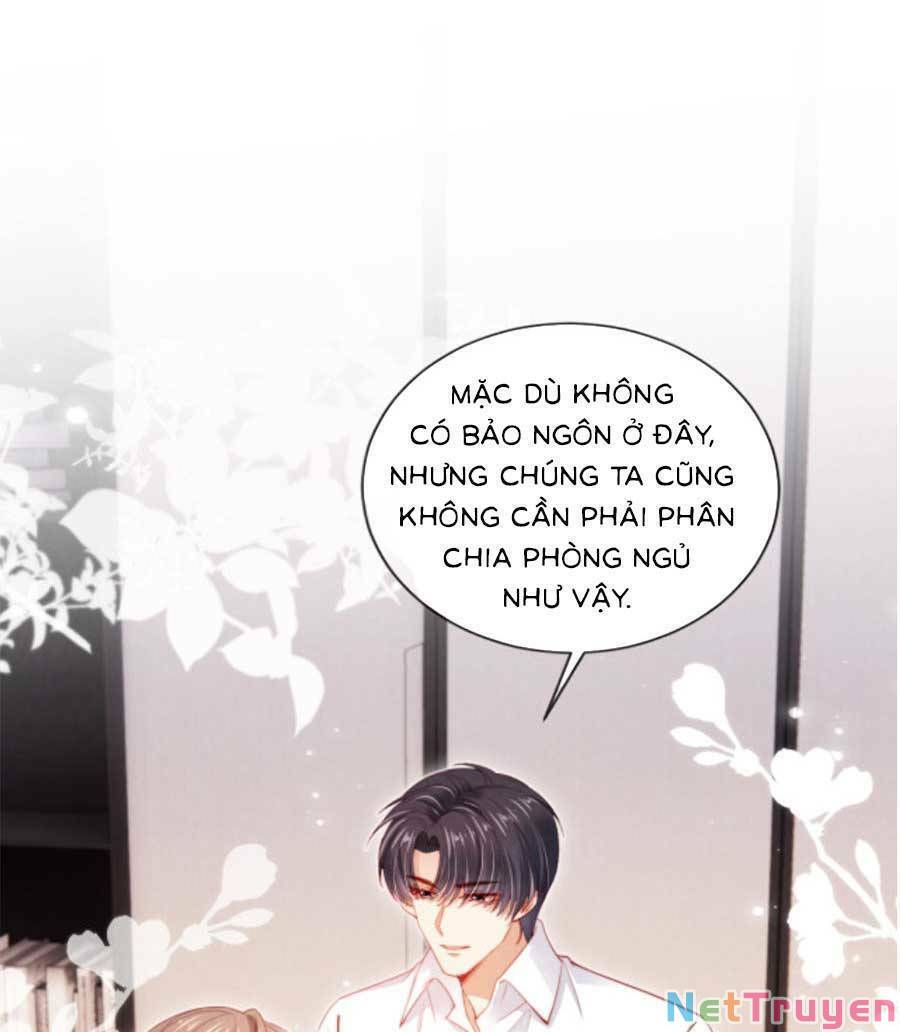 MẶC DÙ KHÔNG
CÓ BẢO NGÔN Ở ĐÂY,
NHƯNG CHÚNG TA CŨNG
KHÔNG CẦN PHẢI PHÂN
CHIA PHÒNG NGỦ
NHƯ VẬY.
NetTruyen